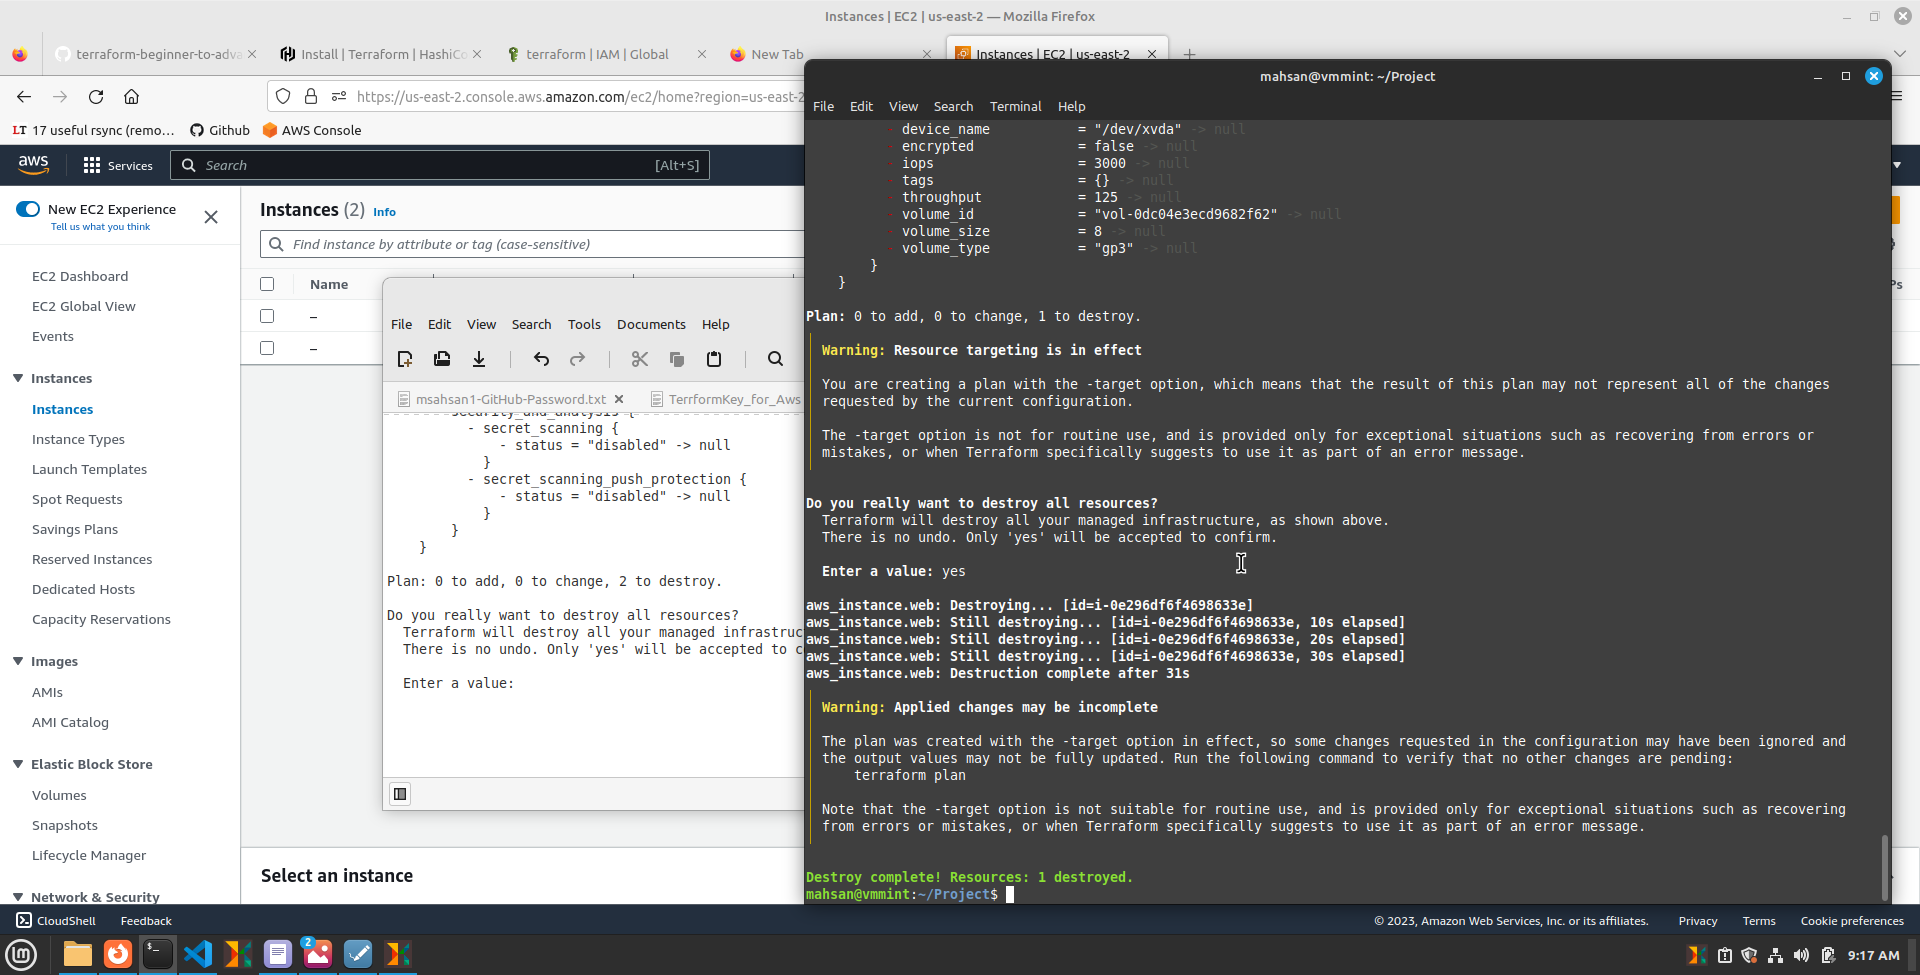 Instances | EC2 | us-east-2 — Mozilla Firefox
terraform-beginner-to-adva
Install | Terraform | HashiCo
terraform | IAM | Global
New Tab
Instances | EC2 | us-east-2
https://us-east-2.console.aws.amazon.com/ec2/home?region=us-east-2
17 useful rsync (remo…
Github
AWS Console
aws
Services
Search
[Alt+S]
New EC2 Experience
Tell us what you think
EC2 Dashboard
EC2 Global View
Events
Instances
Instances
Instance Types
Launch Templates
Spot Requests
Savings Plans
Reserved Instances
Dedicated Hosts
Capacity Reservations
Images
AMIs
AMI Catalog
Elastic Block Store
Volumes
Snapshots
Lifecycle Manager
Network & Security
Instances (2) Info
Find instance by attribute or tag (case-sensitive)
Name
–
–
Select an instance
File Edit View Search Tools Documents Help
msahsan1-GitHub-Password.txt
TerrformKey_for_Aws
security_and_analysis {
- secret_scanning {
- status = "disabled" -> null
}
- secret_scanning_push_protection {
- status = "disabled" -> null
}
}
}
Plan: 0 to add, 0 to change, 2 to destroy.
Do you really want to destroy all resources?
Terraform will destroy all your managed infrastruc
There is no undo. Only 'yes' will be accepted to c
Enter a value:
mahsan@vmmint: ~/Project
File Edit View Search Terminal Help
- device_name = "/dev/xvda" -> null
- encrypted = false -> null
- iops = 3000 -> null
- tags = {} -> null
- throughput = 125 -> null
- volume_id = "vol-0dc04e3ecd9682f62" -> null
- volume_size = 8 -> null
- volume_type = "gp3" -> null
}
}
Plan: 0 to add, 0 to change, 1 to destroy.
Warning: Resource targeting is in effect
You are creating a plan with the -target option, which means that the result of this plan may not represent all of the changes
requested by the current configuration.
The -target option is not for routine use, and is provided only for exceptional situations such as recovering from errors or
mistakes, or when Terraform specifically suggests to use it as part of an error message.
Do you really want to destroy all resources?
Terraform will destroy all your managed infrastructure, as shown above.
There is no undo. Only 'yes' will be accepted to confirm.
Enter a value: yes
aws_instance.web: Destroying... [id=i-0e296df6f4698633e]
aws_instance.web: Still destroying... [id=i-0e296df6f4698633e, 10s elapsed]
aws_instance.web: Still destroying... [id=i-0e296df6f4698633e, 20s elapsed]
aws_instance.web: Still destroying... [id=i-0e296df6f4698633e, 30s elapsed]
aws_instance.web: Destruction complete after 31s
Warning: Applied changes may be incomplete
The plan was created with the -target option in effect, so some changes requested in the configuration may have been ignored and
the output values may not be fully updated. Run the following command to verify that no other changes are pending:
terraform plan
Note that the -target option is not suitable for routine use, and is provided only for exceptional situations such as recovering
from errors or mistakes, or when Terraform specifically suggests to use it as part of an error message.
Destroy complete! Resources: 1 destroyed.
mahsan@vmmint:~/Project$
CloudShell
Feedback
© 2023, Amazon Web Services, Inc. or its affiliates.
Privacy
Terms
Cookie preferences
2
9:17 AM